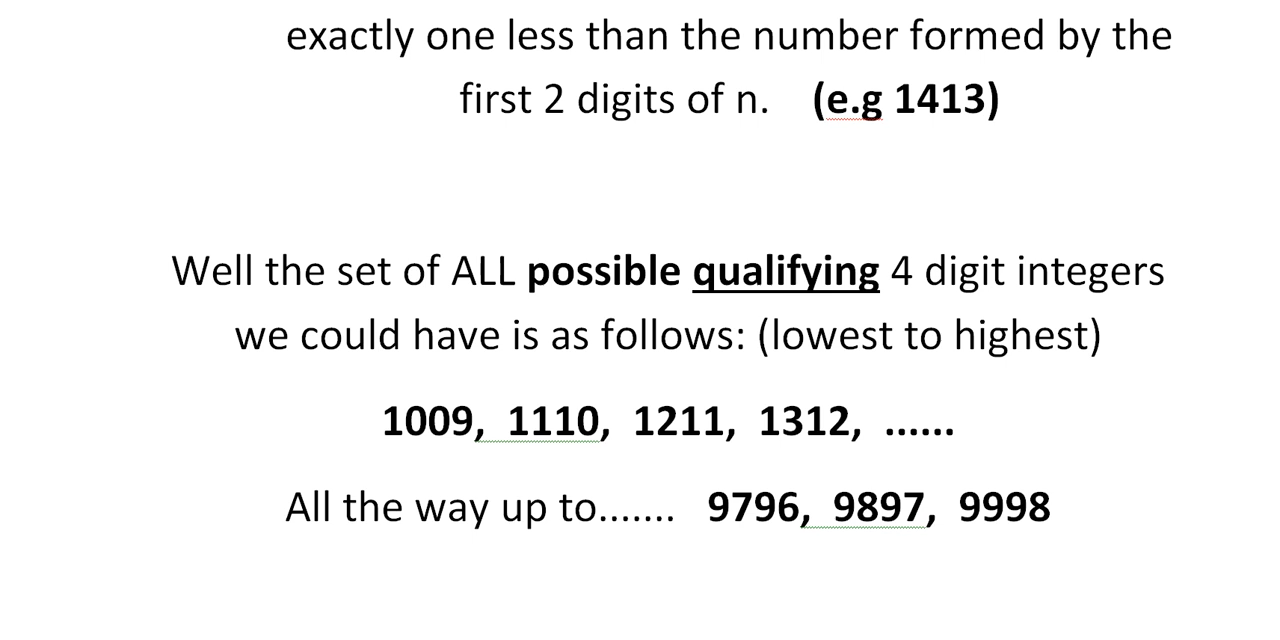 exactly one less than the number formed by the
first 2 digits of n. (e.g 1413)
Well the set of ALL possible qualifying 4 digit integers
we could have is as follows: (lowest to highest)
1009, 1110, 1211, 1312, ......
All the way up to....... 9796, 9897, 9998